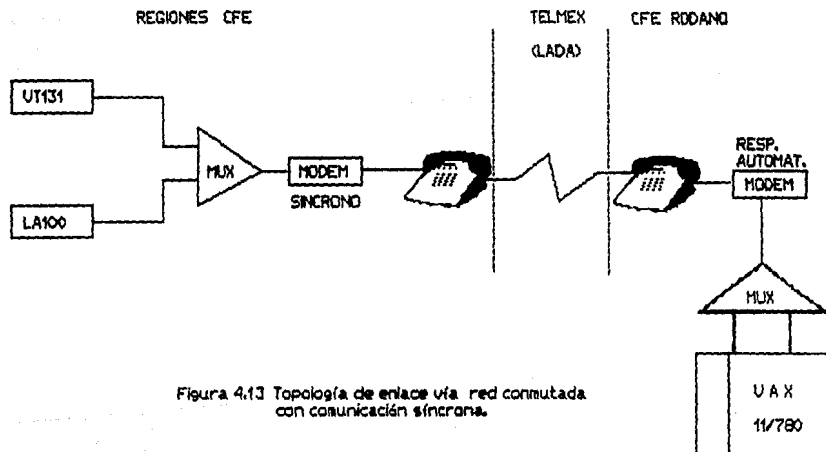 REGIONES CFE
TELMEX
(LADA)
CFE RODANO
VT131
MUX
MODEM
SINCRONO
LA100
RESP.
AUTOMAT.
MODEM
MUX
VAX
11/780
Figura 4.13 Topología de enlace vía red conmutada
con comunicación síncrona.